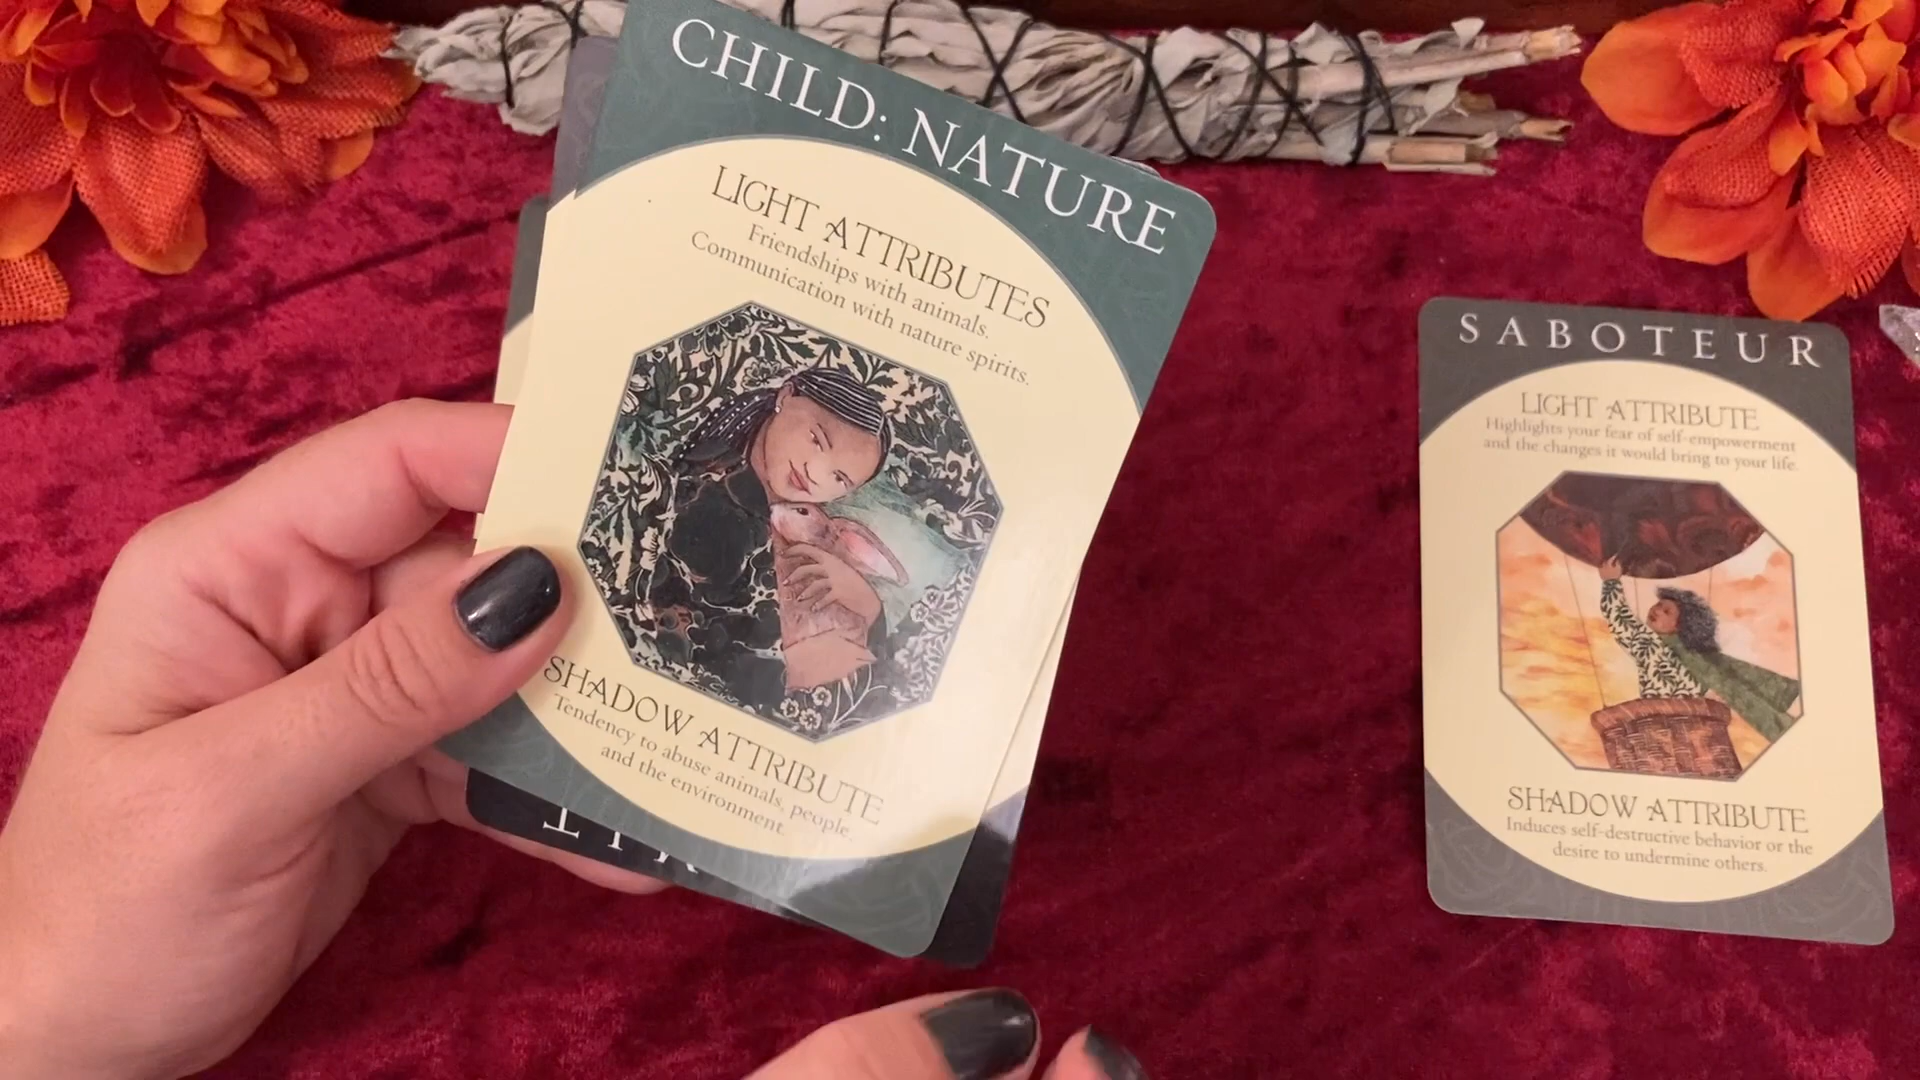 CHILD: NATURE
LIGHT ATTRIBUTES
Friendships with animals.
Communication with nature spirits.
SHADOW ATTRIBUTE
Tendency to abuse animals, people,
and the environment.
SABOTEUR
LIGHT ATTRIBUTE
Highlights your fear of self-empowerment
and the changes it would bring to your life.
SHADOW ATTRIBUTE
Induces self-destructive behavior or the
desire to undermine others.